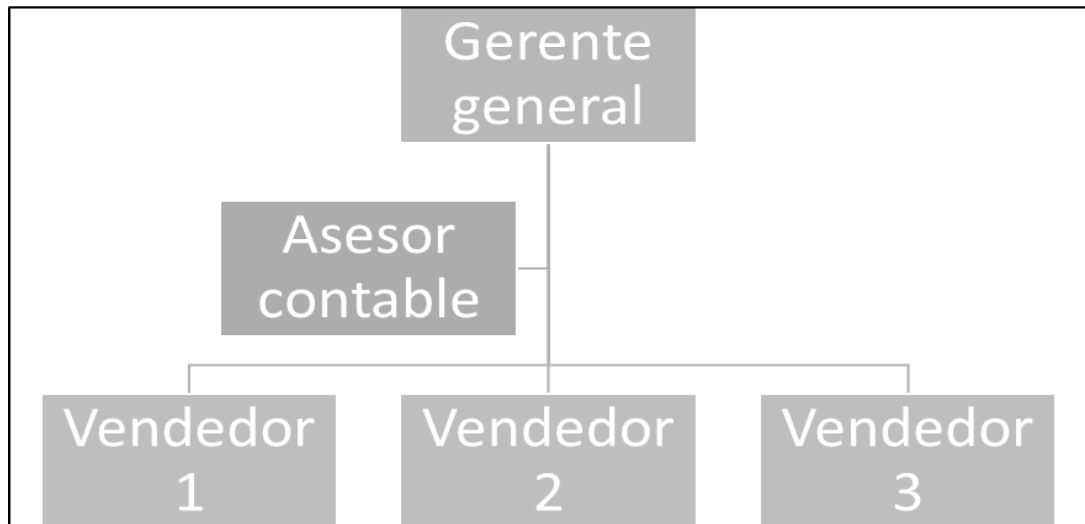 Gerente
general
Asesor
contable
Vendedor
1
Vendedor
2
Vendedor
3